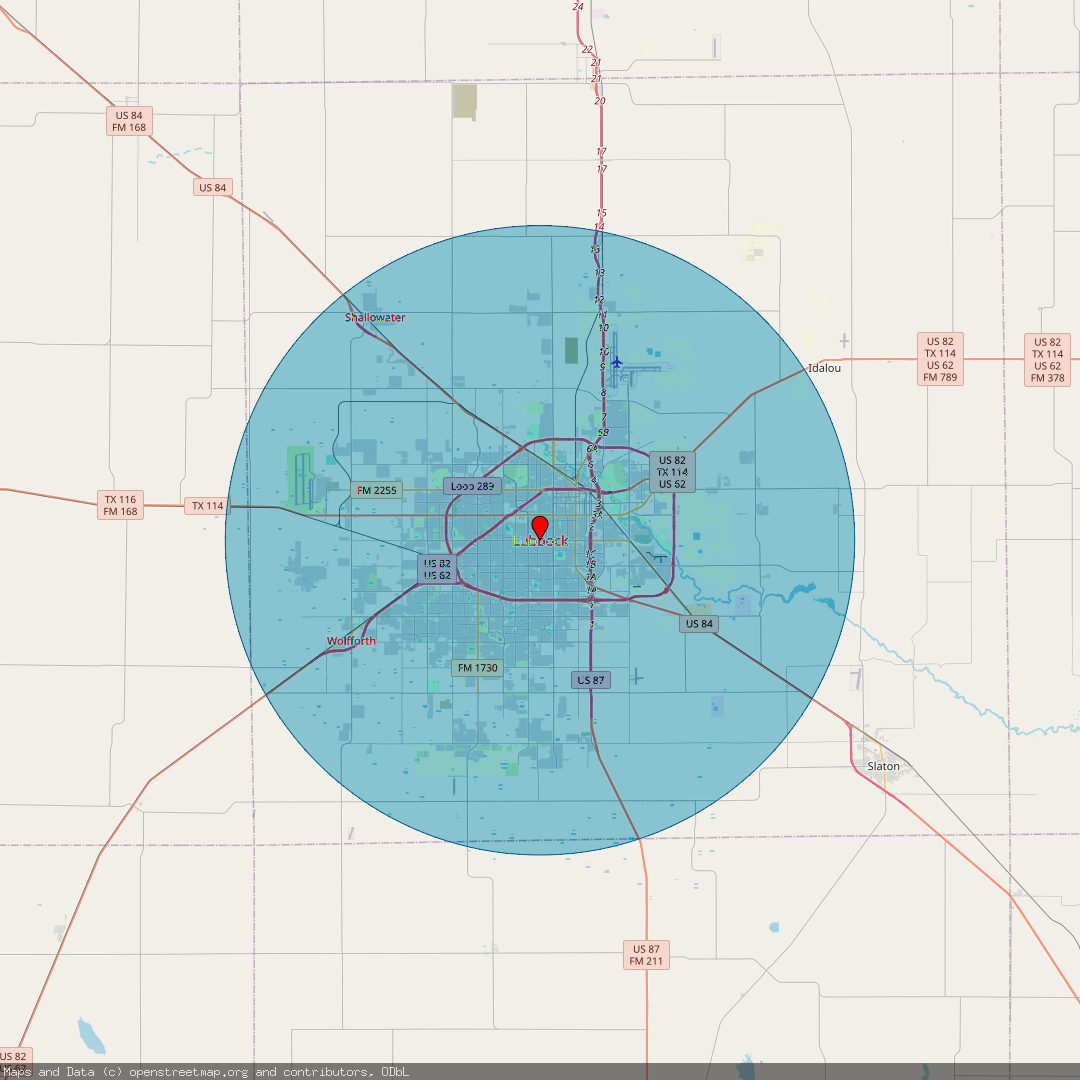 24
22
21
21
20
US 84
FM 168
17
17
US 84
15
14
13
13
12
Shallowater
11
10
US 82
TX 114
US 62
FM 789
US 82
TX 114
US 62
FM 378
10
9
Idalou
8
7
6B
6A
5
US 82
TX 114
US 62
4
Loop 289
FM 2255
3
TX 116
FM 168
TX 114
2
Lubbock
1C
1B
US 82
US 62
1A
1
US 84
1
Wolfforth
FM 1730
US 87
Slaton
US 87
FM 211
US 82
Maps and Data (c) openstreetmap.org and contributors, ODbL